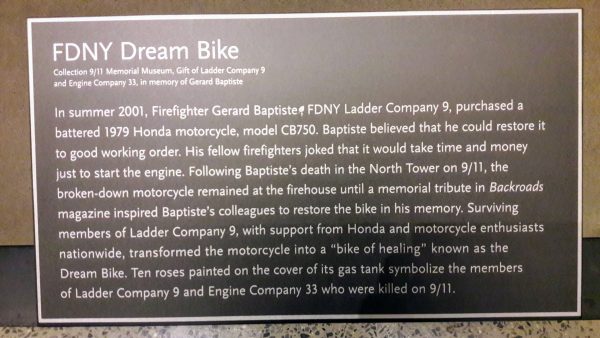 FDNY Dream Bike
Collection 9/11 Memorial Museum, Gift of Ladder Company 9
and Engine Company 33, in memory of Gerard Baptiste
In summer 2001, Firefighter Gerard Baptiste, FDNY Ladder Company 9, purchased a
battered 1979 Honda motorcycle, model CB750. Baptiste believed that he could restore it
to good working order. His fellow firefighters joked that it would take time and money
just to start the engine. Following Baptiste's death in the North Tower on 9/11, the
broken-down motorcycle remained at the firehouse until a memorial tribute in Backroads
magazine inspired Baptiste's colleagues to restore the bike in his memory. Surviving
members of Ladder Company 9, with support from Honda and motorcycle enthusiasts
nationwide, transformed the motorcycle into a “bike of healing” known as the
Dream Bike. Ten roses painted on the cover of its gas tank symbolize the members
of Ladder Company 9 and Engine Company 33 who were killed on 9/11.